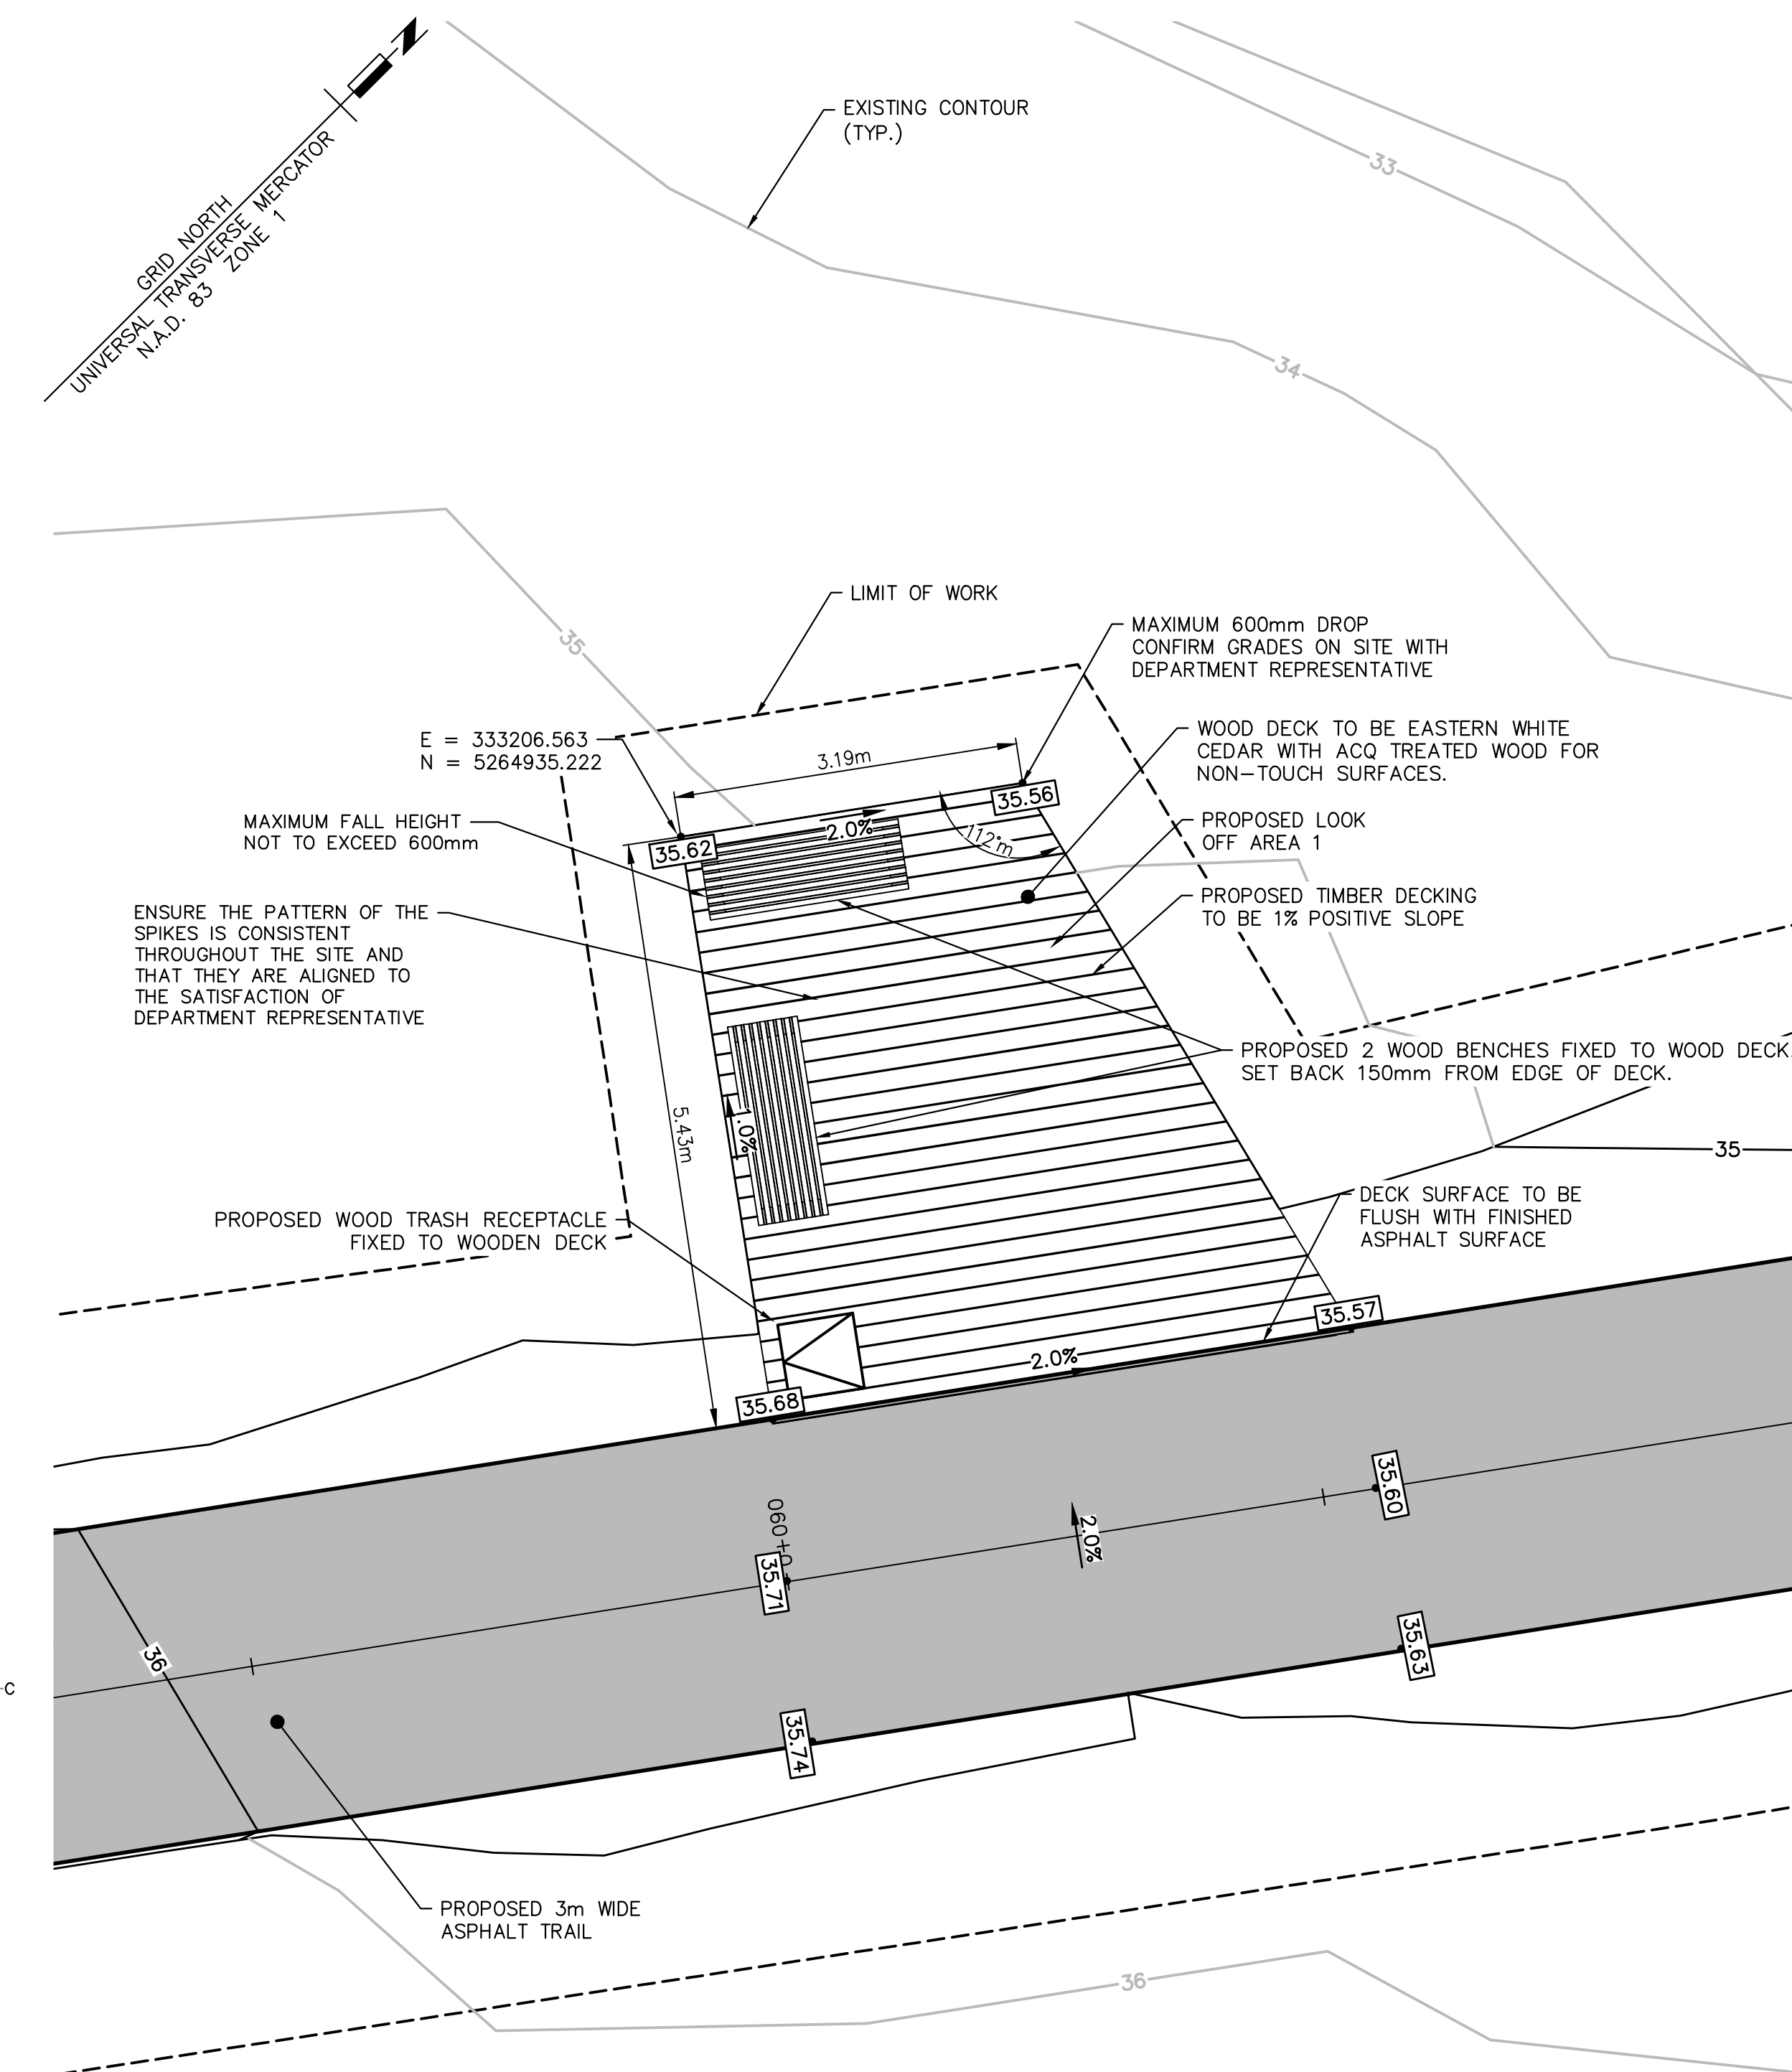 N
GRID NORTH
UNIVERSAL TRANSVERSE MERCATOR
N.A.D. 83 ZONE 1
EXISTING CONTOUR
(TYP.)
33
34
35
LIMIT OF WORK
MAXIMUM 600mm DROP
CONFIRM GRADES ON SITE WITH
DEPARTMENT REPRESENTATIVE
E = 333206.563
N = 5264935.222
3.19m
WOOD DECK TO BE EASTERN WHITE
CEDAR WITH ACQ TREATED WOOD FOR
NON-TOUCH SURFACES.
35.56
MAXIMUM FALL HEIGHT
NOT TO EXCEED 600mm
35.62
2.0%
112°m
PROPOSED LOOK
OFF AREA 1
PROPOSED TIMBER DECKING
TO BE 1% POSITIVE SLOPE
ENSURE THE PATTERN OF THE
SPIKES IS CONSISTENT
THROUGHOUT THE SITE AND
THAT THEY ARE ALIGNED TO
THE SATISFACTION OF
DEPARTMENT REPRESENTATIVE
PROPOSED 2 WOOD BENCHES FIXED TO WOOD DECK
SET BACK 150mm FROM EDGE OF DECK.
5.43m
1.0%
35
PROPOSED WOOD TRASH RECEPTACLE
FIXED TO WOODEN DECK
DECK SURFACE TO BE
FLUSH WITH FINISHED
ASPHALT SURFACE
35.57
2.0%
35.68
35.60
0+090
2.0%
35.71
36
35.63
C
35.74
PROPOSED 3m WIDE
ASPHALT TRAIL
36